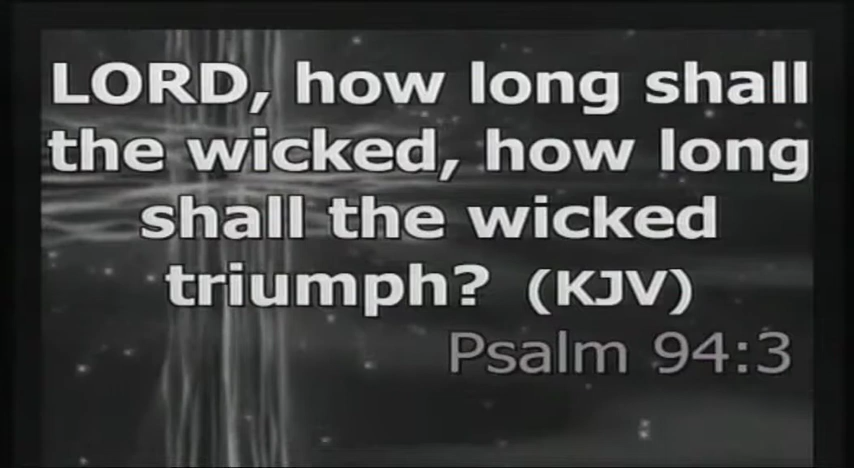 LORD, how long shall
the wicked, how long
shall the wicked
triumph? (KJV)
Psalm 94:3